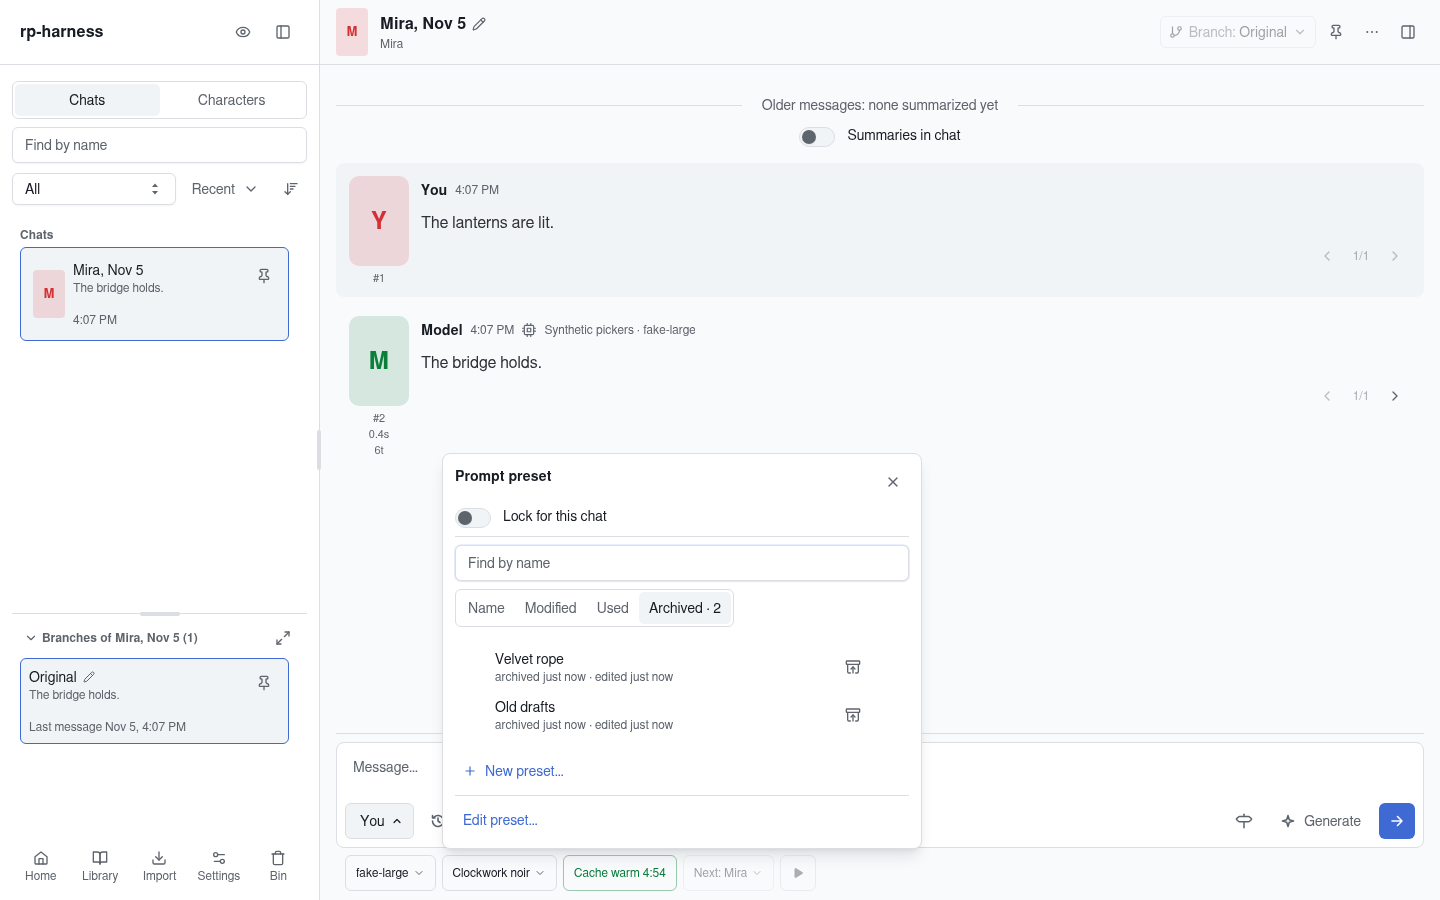 rp-harness
Chats
Characters
Find by name
All
Recent
Chats
M
Mira, Nov 5
The bridge holds.
4:07 PM
Branches of Mira, Nov 5 (1)
Original
The bridge holds.
Last message Nov 5, 4:07 PM
Home
Library
Import
Settings
Bin
M
Mira, Nov 5
Mira
Branch: Original
Older messages: none summarized yet
Summaries in chat
Y
You 4:07 PM
The lanterns are lit.
1/1
#1
M
Model 4:07 PM Synthetic pickers · fake-large
The bridge holds.
1/1
#2
0.4s
6t
Prompt preset
Lock for this chat
Find by name
Name
Modified
Used
Archived · 2
Velvet rope
archived just now · edited just now
Old drafts
archived just now · edited just now
New preset...
Edit preset...
Message...
You
Generate
fake-large
Clockwork noir
Cache warm 4:54
Next: Mira